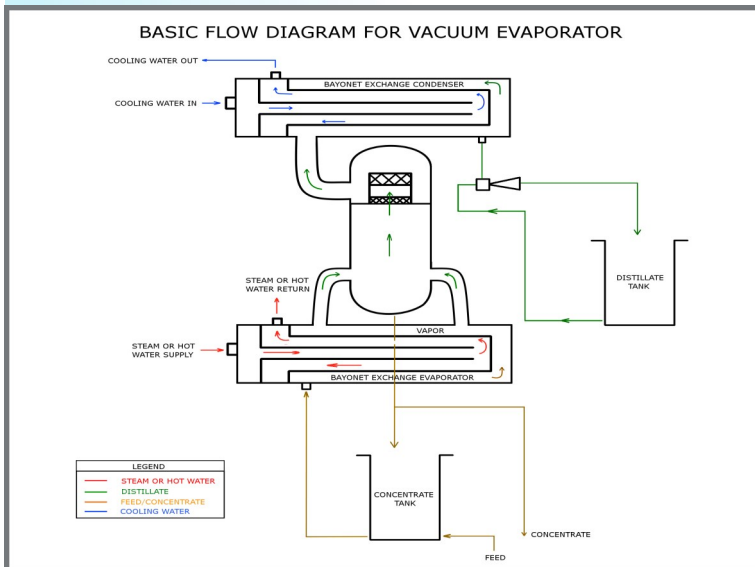 BASIC FLOW DIAGRAM FOR VACUUM EVAPORATOR
COOLING WATER OUT
BAYONET EXCHANGE CONDENSER
COOLING WATER IN
STEAM OR HOT
WATER RETURN
DISTILLATE
TANK
VAPOR
STEAM OR HOT
WATER SUPPLY
BAYONET EXCHANGE EVAPORATOR
LEGEND
STEAM OR HOT WATER
DISTILLATE
FEED/CONCENTRATE
COOLING WATER
CONCENTRATE
TANK
CONCENTRATE
FEED